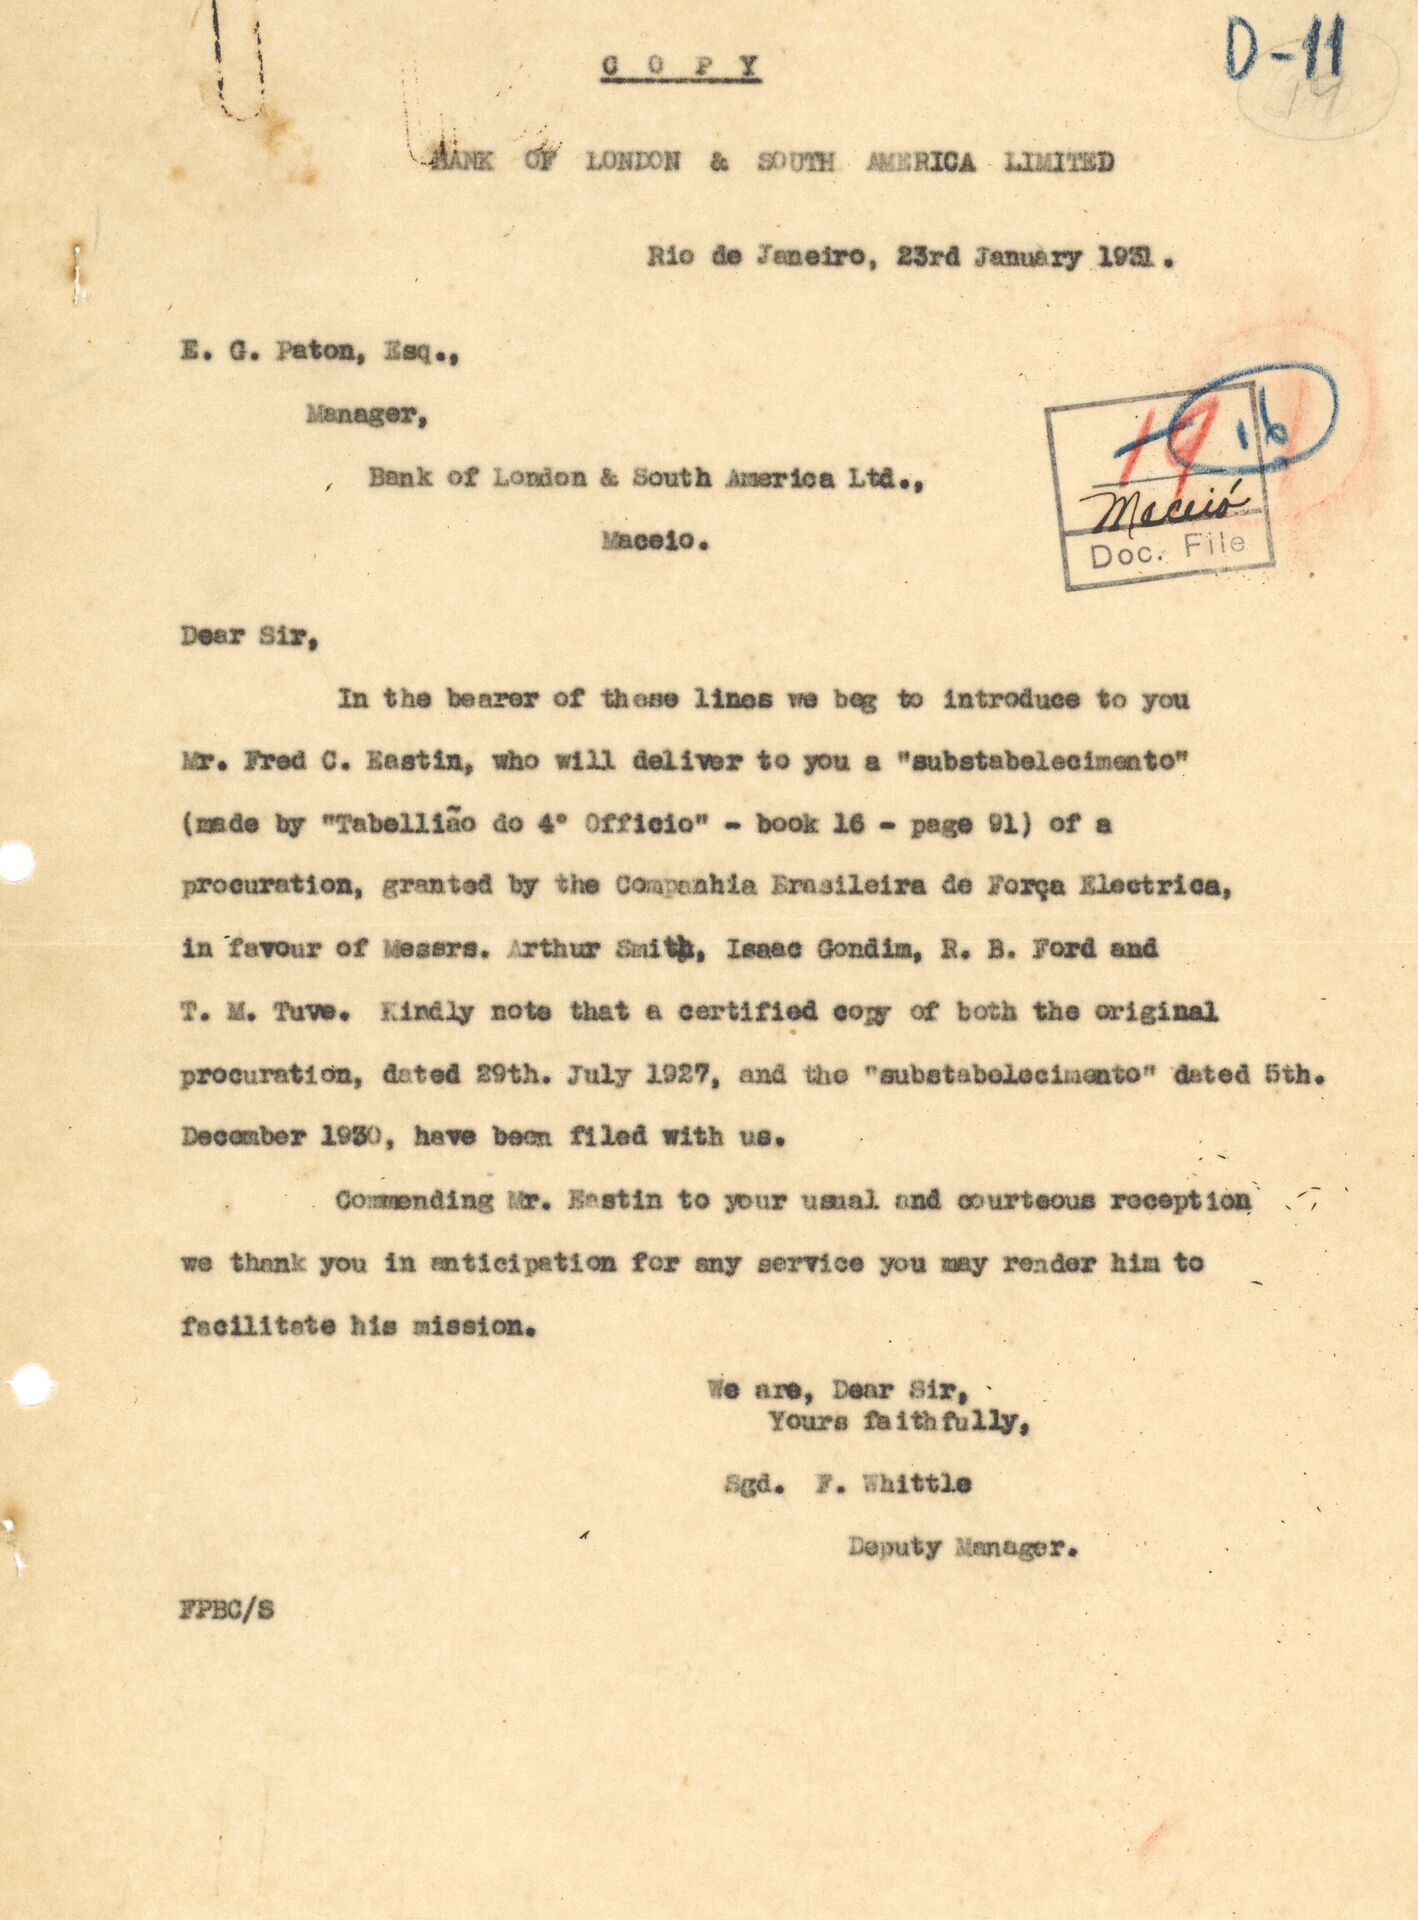 D-11
14
C O P Y
BANK OF LONDON & SOUTH AMERICA LIMITED
Rio de Janeiro, 23rd January 1931.
E. G. Paton, Esq.,
Manager,
Bank of London & South America Ltd.,
Maceio.
19 16
Maceió
Doc. File
Dear Sir,
In the bearer of these lines we beg to introduce to you
Mr. Fred C. Eastin, who will deliver to you a "substabelecimento"
(made by "Tabellião do 4° Officio" - book 16 - page 91) of a
procuration, granted by the Companhia Brasileira de Força Electrica,
in favour of Messrs. Arthur Smith, Isaac Gondim, R. B. Ford and
T. M. Tuve. Kindly note that a certified copy of both the original
procuration, dated 29th. July 1927, and the "substabelecimento" dated 5th.
December 1930, have been filed with us.
Commending Mr. Eastin to your usual and courteous reception
we thank you in anticipation for any service you may render him to
facilitate his mission.
We are, Dear Sir,
Yours faithfully,
Sgd. F. Whittle
Deputy Manager.
FPBC/S